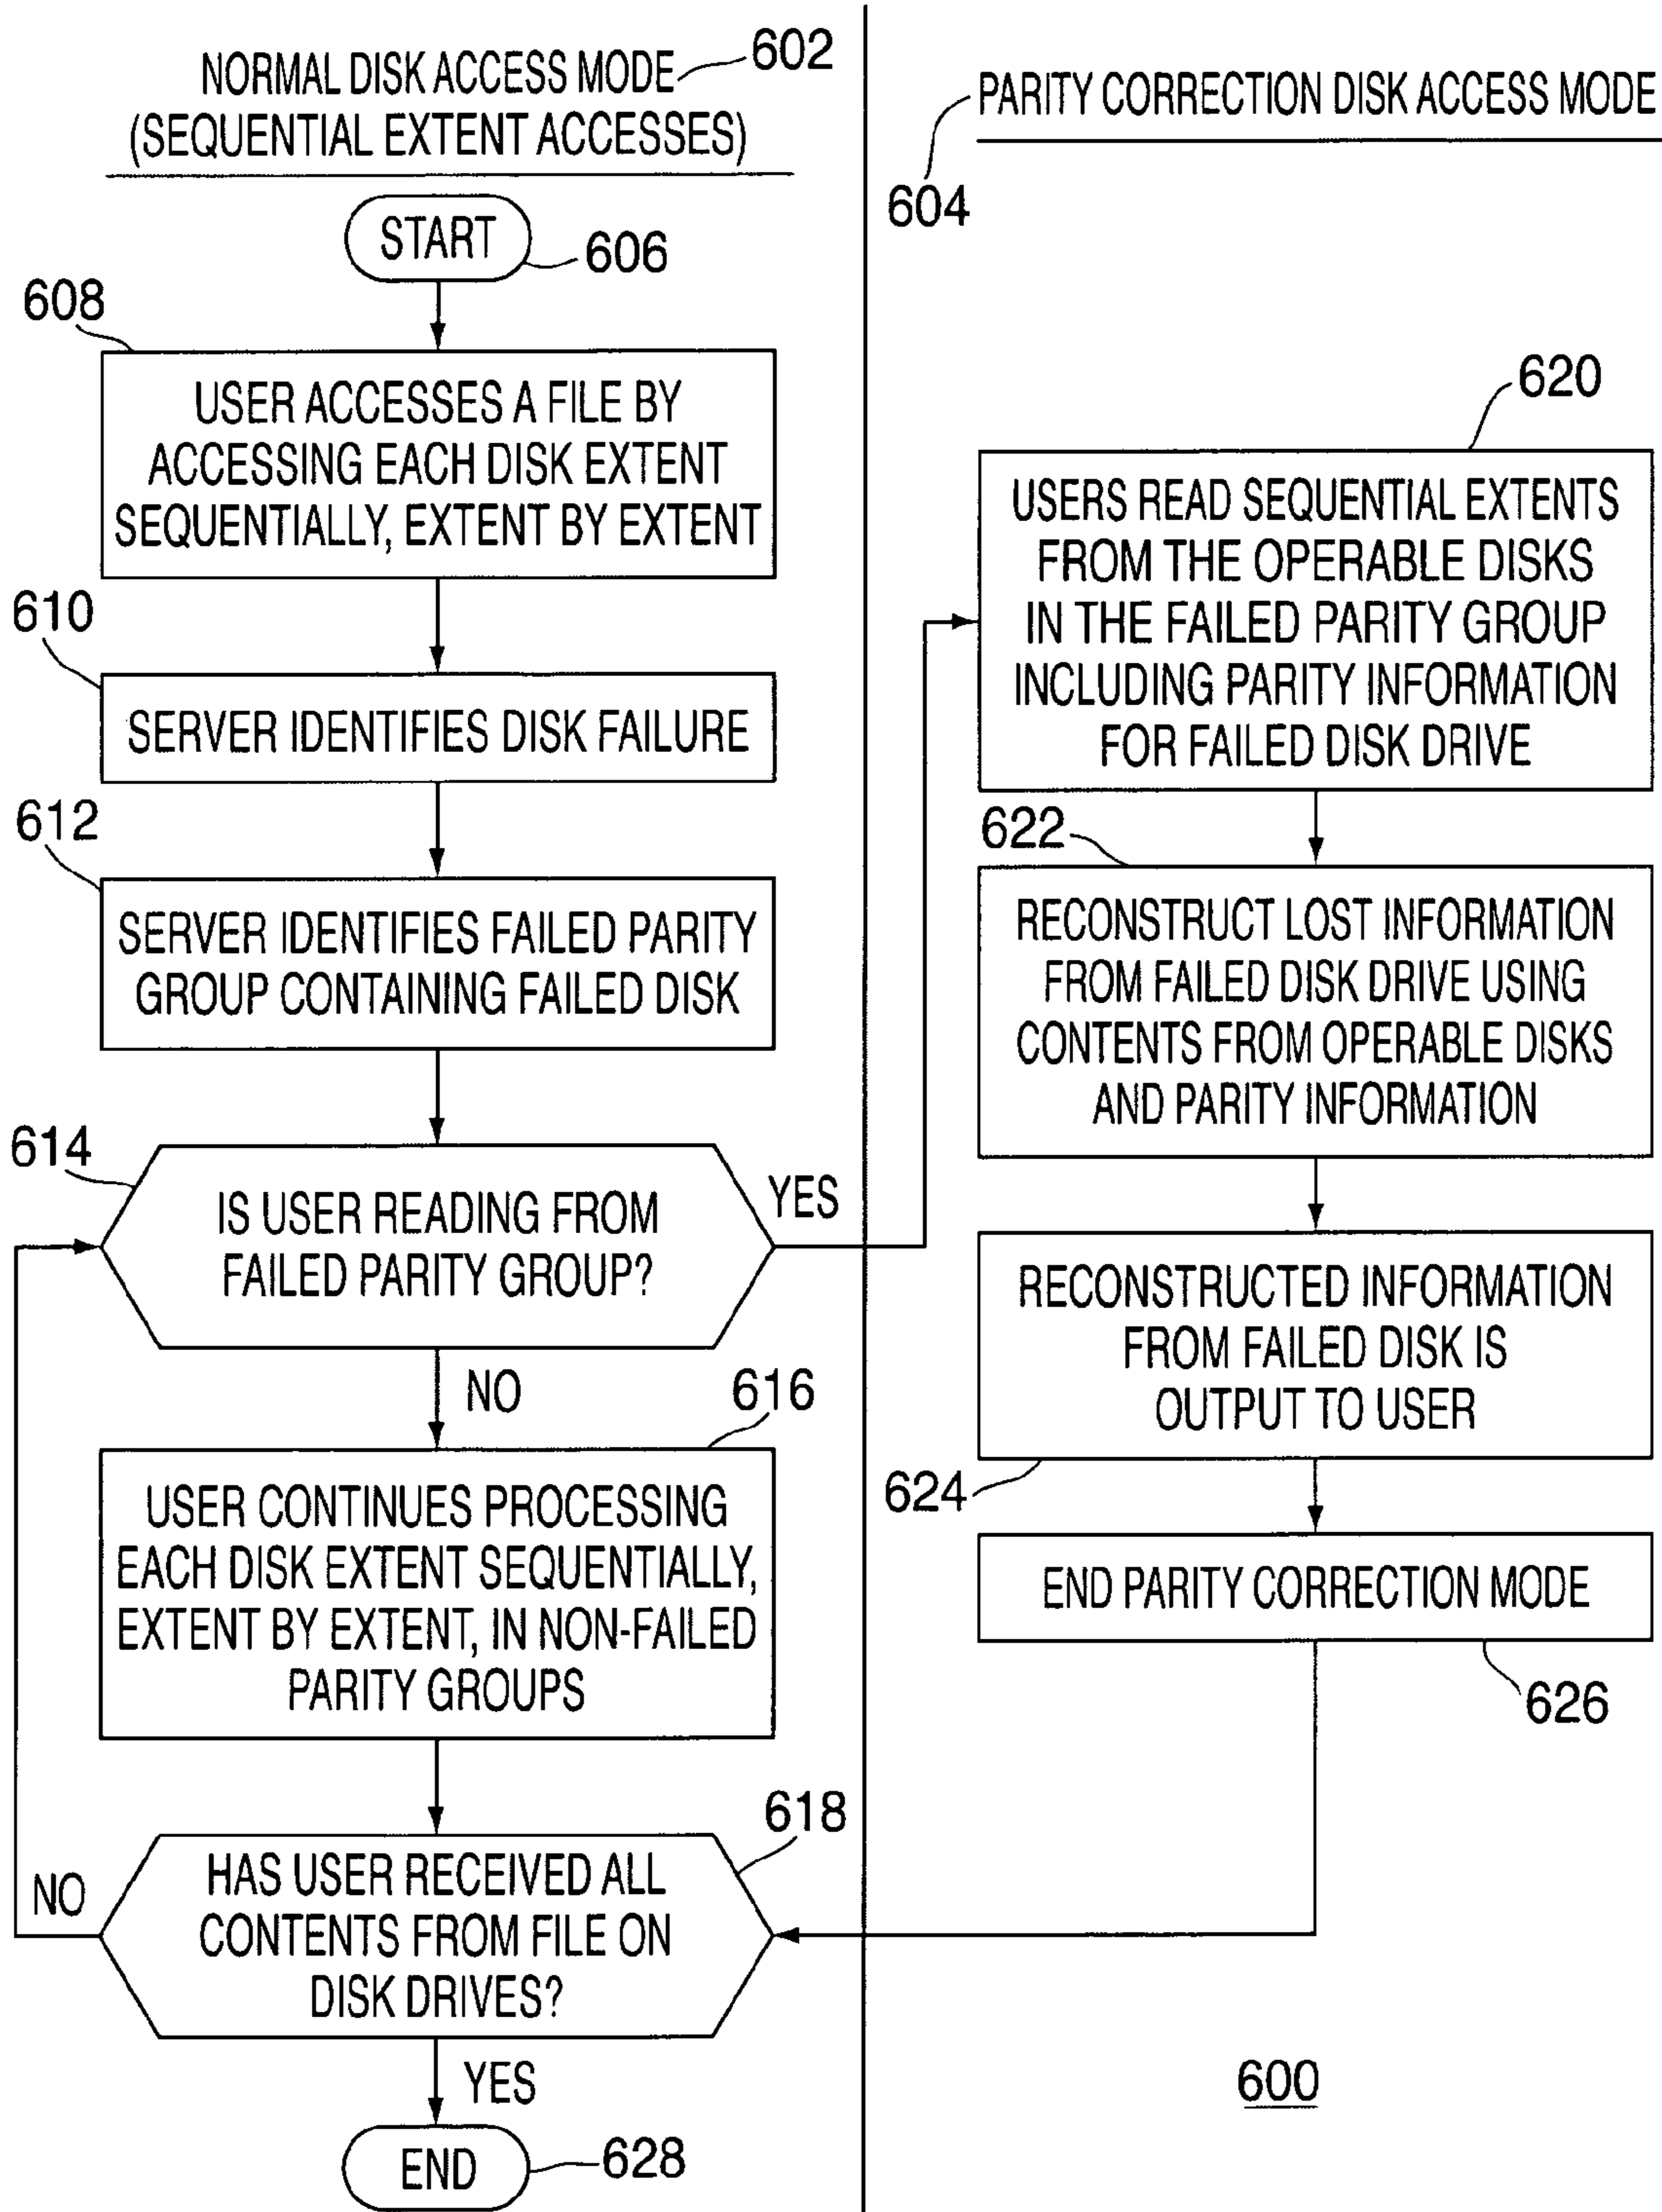 NORMAL DISK ACCESS MODE
(SEQUENTIAL EXTENT ACCESSES)
602
PARITY CORRECTION DISK ACCESS MODE
604
START
606
608
USER ACCESSES A FILE BY
ACCESSING EACH DISK EXTENT
SEQUENTIALLY, EXTENT BY EXTENT
610
SERVER IDENTIFIES DISK FAILURE
612
SERVER IDENTIFIES FAILED PARITY
GROUP CONTAINING FAILED DISK
614
IS USER READING FROM
FAILED PARITY GROUP?
YES
NO
616
USER CONTINUES PROCESSING
EACH DISK EXTENT SEQUENTIALLY,
EXTENT BY EXTENT, IN NON-FAILED
PARITY GROUPS
618
HAS USER RECEIVED ALL
CONTENTS FROM FILE ON
DISK DRIVES?
NO
YES
END
628
620
USERS READ SEQUENTIAL EXTENTS
FROM THE OPERABLE DISKS
IN THE FAILED PARITY GROUP
INCLUDING PARITY INFORMATION
FOR FAILED DISK DRIVE
622
RECONSTRUCT LOST INFORMATION
FROM FAILED DISK DRIVE USING
CONTENTS FROM OPERABLE DISKS
AND PARITY INFORMATION
RECONSTRUCTED INFORMATION
FROM FAILED DISK IS
OUTPUT TO USER
624
END PARITY CORRECTION MODE
626
600